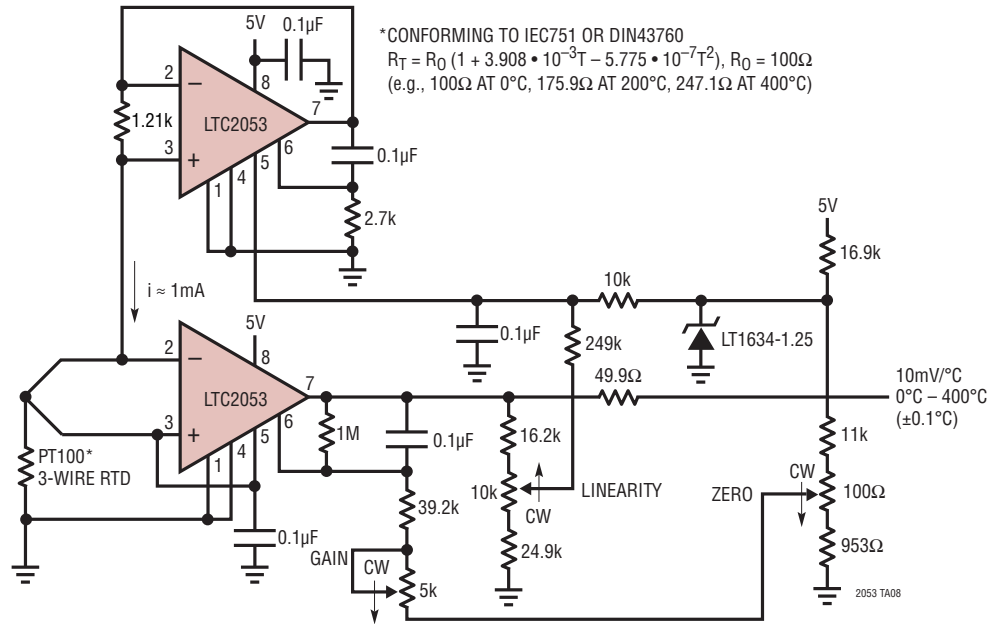 5V
0.1µF
*CONFORMING TO IEC751 OR DIN43760
R_T = R_O (1 + 3.908 • 10^–3T – 5.775 • 10^–7T^2), R_O = 100Ω
(e.g., 100Ω AT 0°C, 175.9Ω AT 200°C, 247.1Ω AT 400°C)
2
–
8
1.21k
LTC2053
7
3
+
6
5
4
1
0.1µF
2.7k
i ≈ 1mA
5V
16.9k
10k
0.1µF
249k
LT1634-1.25
5V
2
–
8
LTC2053
7
3
+
6
5
4
1
49.9Ω
10mV/°C
0°C – 400°C
(±0.1°C)
PT100*
3-WIRE RTD
1M
0.1µF
16.2k
10k
LINEARITY
CW
24.9k
39.2k
0.1µF
GAIN
CW
5k
11k
CW
ZERO
100Ω
953Ω
2053 TA08